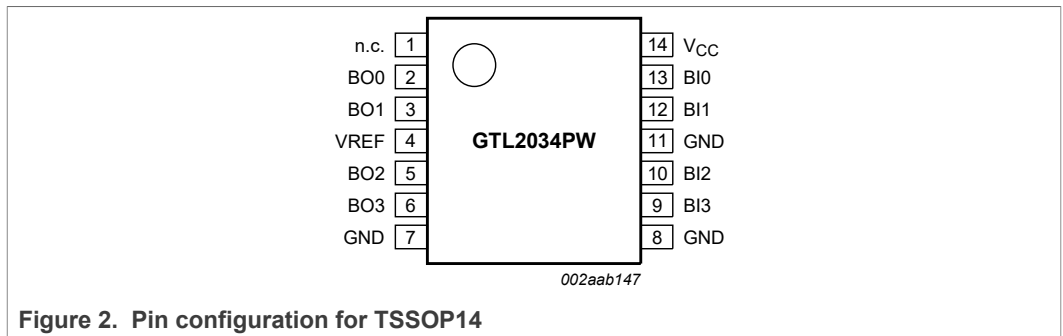 n.c. 1 14 VCC
BO0 2 13 BI0
BO1 3 12 BI1
VREF 4 GTL2034PW 11 GND
BO2 5 10 BI2
BO3 6 9 BI3
GND 7 8 GND
002aab147
Figure 2. Pin configuration for TSSOP14